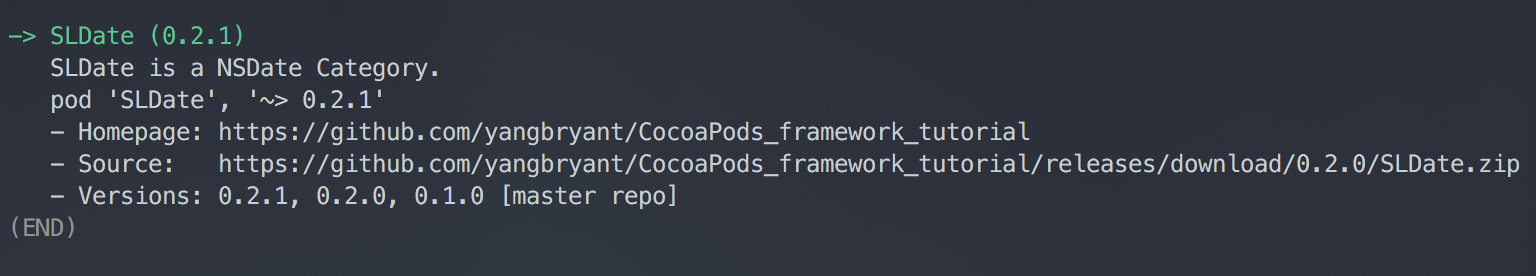 -> SLDate (0.2.1)
SLDate is a NSDate Category.
pod 'SLDate', '~> 0.2.1'
- Homepage: https://github.com/yangbryant/CocoaPods_framework_tutorial
- Source:   https://github.com/yangbryant/CocoaPods_framework_tutorial/releases/download/0.2.0/SLDate.zip
- Versions: 0.2.1, 0.2.0, 0.1.0 [master repo]
(END)